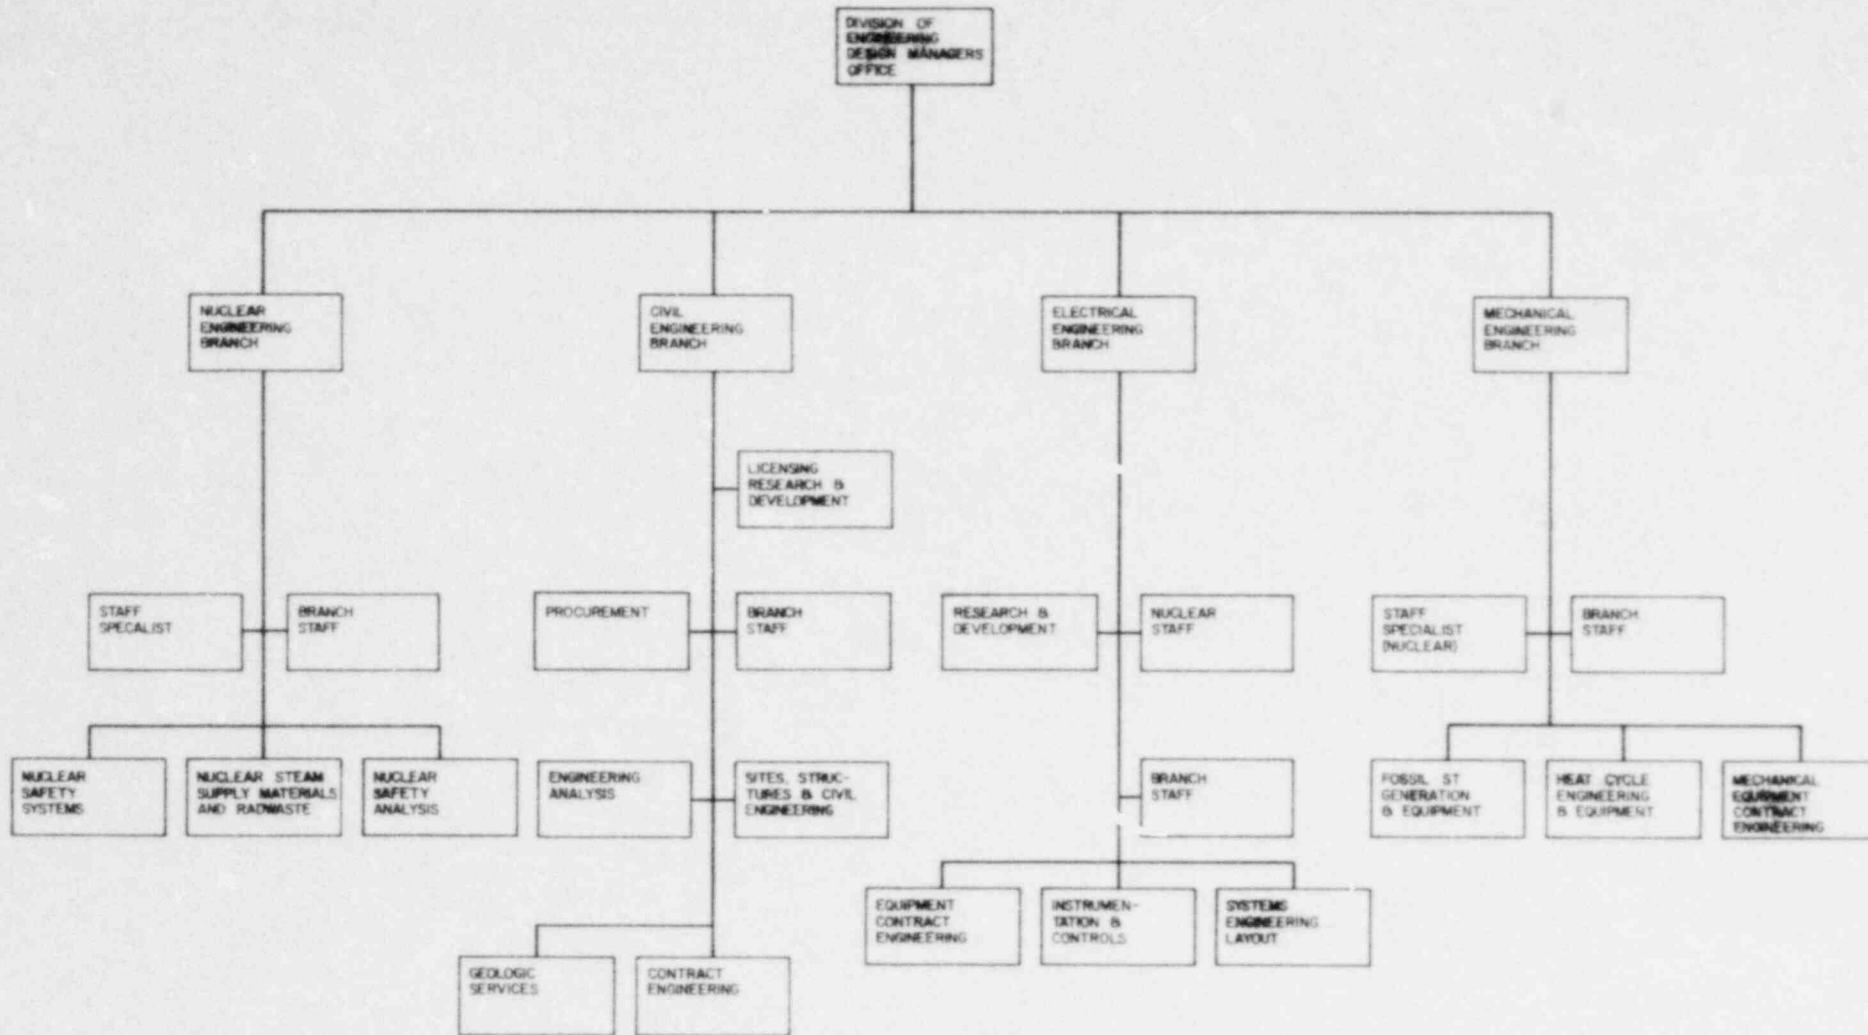 DIVISION OF
ENGINEERING
DESIGN MANAGERS
OFFICE
NUCLEAR
ENGINEERING
BRANCH
CIVIL
ENGINEERING
BRANCH
ELECTRICAL
ENGINEERING
BRANCH
MECHANICAL
ENGINEERING
BRANCH
LICENSING
RESEARCH &
DEVELOPMENT
STAFF
SPECALIST
BRANCH
STAFF
PROCUREMENT
BRANCH
STAFF
RESEARCH &
DEVELOPMENT
NUCLEAR
STAFF
STAFF
SPECIALIST
(NUCLEAR)
BRANCH
STAFF
NUCLEAR
SAFETY
SYSTEMS
NUCLEAR STEAM
SUPPLY MATERIALS
AND RADWASTE
NUCLEAR
SAFETY
ANALYSIS
ENGINEERING
ANALYSIS
SITES, STRUC-
TURES & CIVIL
ENGINEERING
BRANCH
STAFF
FOSSIL ST
GENERATION
& EQUIPMENT
HEAT CYCLE
ENGINEERING
& EQUIPMENT
MECHANICAL
EQUIPMENT
CONTRACT
ENGINEERING
EQUIPMENT
CONTRACT
ENGINEERING
INSTRUMEN-
TATION &
CONTROLS
SYSTEMS
ENGINEERING
LAYOUT
GEOLOGIC
SERVICES
CONTRACT
ENGINEERING